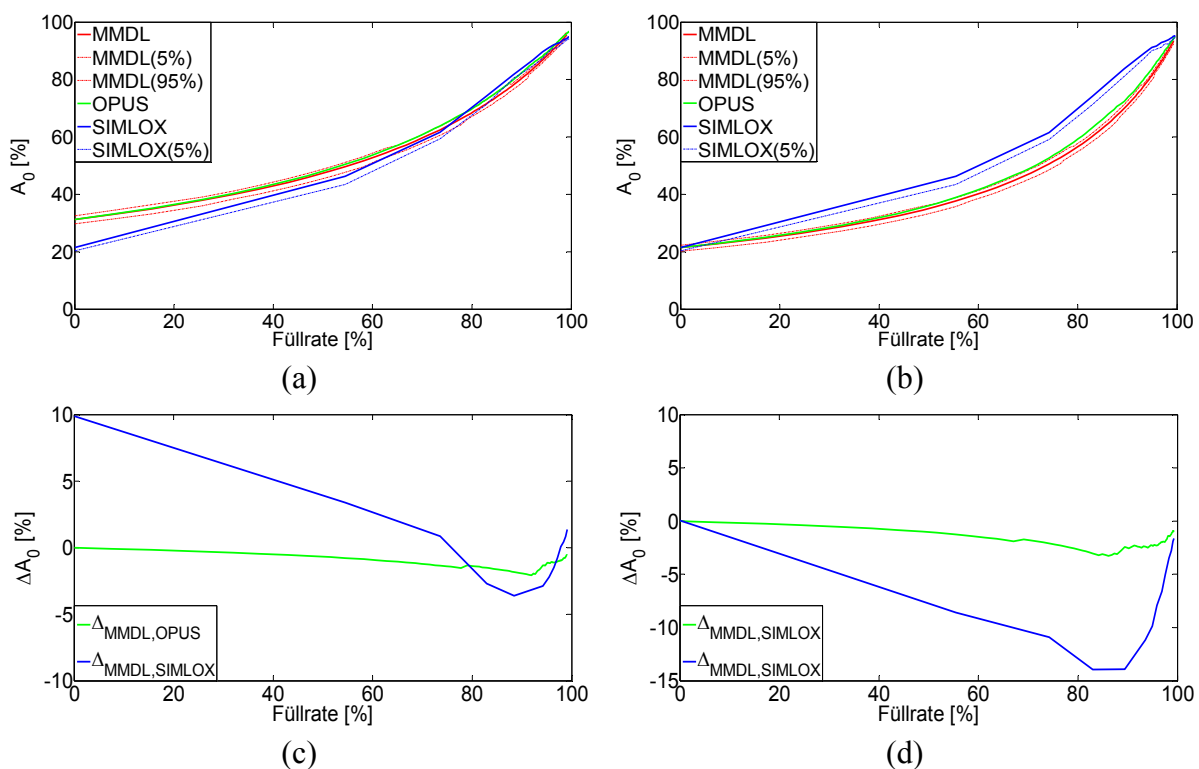 100
80
60
40
20
0
A₀ [%]
MMDL
MMDL(5%)
MMDL(95%)
OPUS
SIMLOX
SIMLOX(5%)
0 20 40 60 80 100
Füllrate [%]
(a)
100
80
60
40
20
0
A₀ [%]
MMDL
MMDL(5%)
MMDL(95%)
OPUS
SIMLOX
SIMLOX(5%)
0 20 40 60 80 100
Füllrate [%]
(b)
10
5
0
-5
-10
ΔA₀ [%]
Δ_MMDL,OPUS
Δ_MMDL,SIMLOX
0 20 40 60 80 100
Füllrate [%]
(c)
10
5
0
-5
-10
-15
ΔA₀ [%]
Δ_MMDL,SIMLOX
Δ_MMDL,SIMLOX
0 20 40 60 80 100
Füllrate [%]
(d)